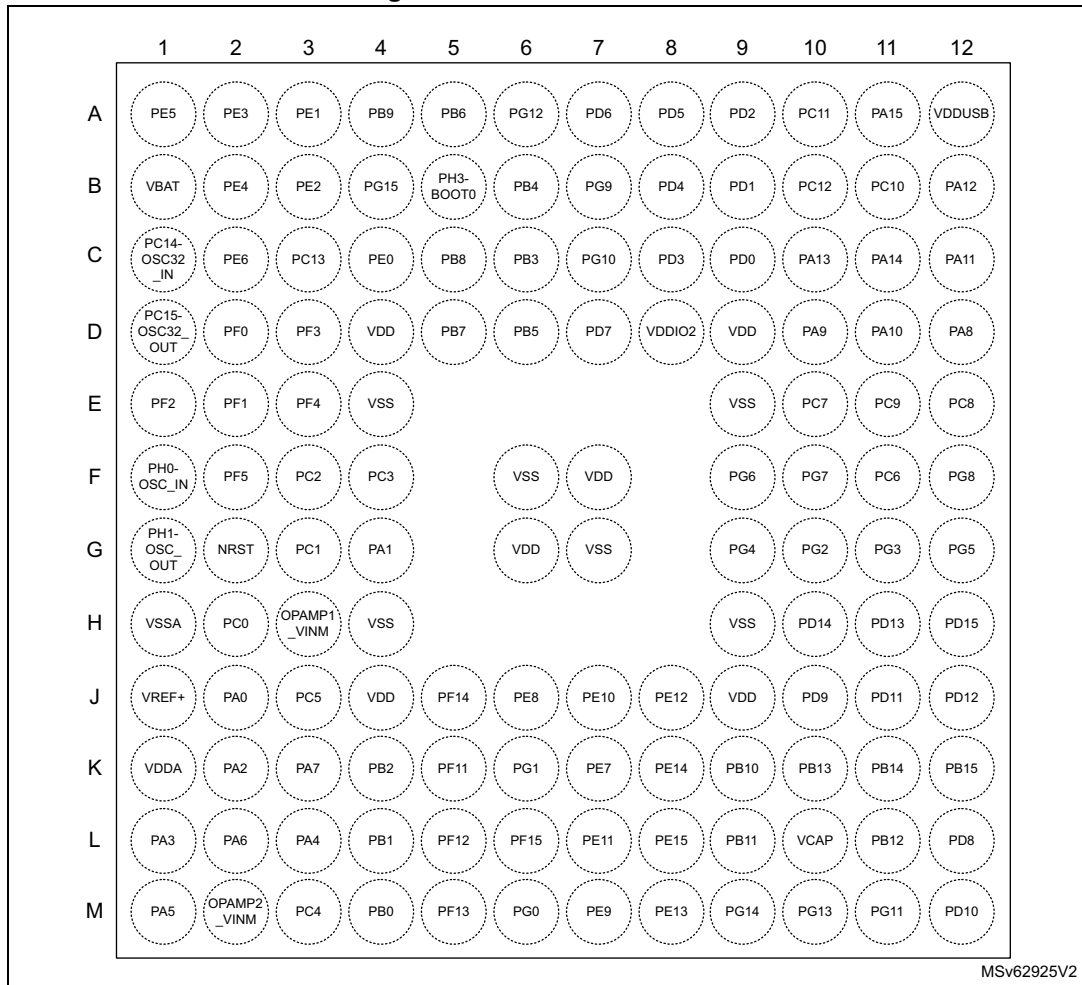 1 2 3 4 5 6 7 8 9 10 11 12
A PE5 PE3 PE1 PB9 PB6 PG12 PD6 PD5 PD2 PC11 PA15 VDDUSB
B VBAT PE4 PE2 PG15 PH3-BOOT0 PB4 PG9 PD4 PD1 PC12 PC10 PA12
C PC14-OSC32_IN PE6 PC13 PE0 PB8 PB3 PG10 PD3 PD0 PA13 PA14 PA11
D PC15-OSC32_OUT PF0 PF3 VDD PB7 PB5 PD7 VDDIO2 VDD PA9 PA10 PA8
E PF2 PF1 PF4 VSS VSS PC7 PC9 PC8
F PH0-OSC_IN PF5 PC2 PC3 VSS VDD PG6 PG7 PC6 PG8
G PH1-OSC_OUT NRST PC1 PA1 VDD VSS PG4 PG2 PG3 PG5
H VSSA PC0 OPAMP1_VINM VSS VSS PD14 PD13 PD15
J VREF+ PA0 PC5 VDD PF14 PE8 PE10 PE12 VDD PD9 PD11 PD12
K VDDA PA2 PA7 PB2 PF11 PG1 PE7 PE14 PB10 PB13 PB14 PB15
L PA3 PA6 PA4 PB1 PF12 PF15 PE11 PE15 PB11 VCAP PB12 PD8
M PA5 OPAMP2_VINM PC4 PB0 PF13 PG0 PE9 PE13 PG14 PG13 PG11 PD10
MSv62925V2